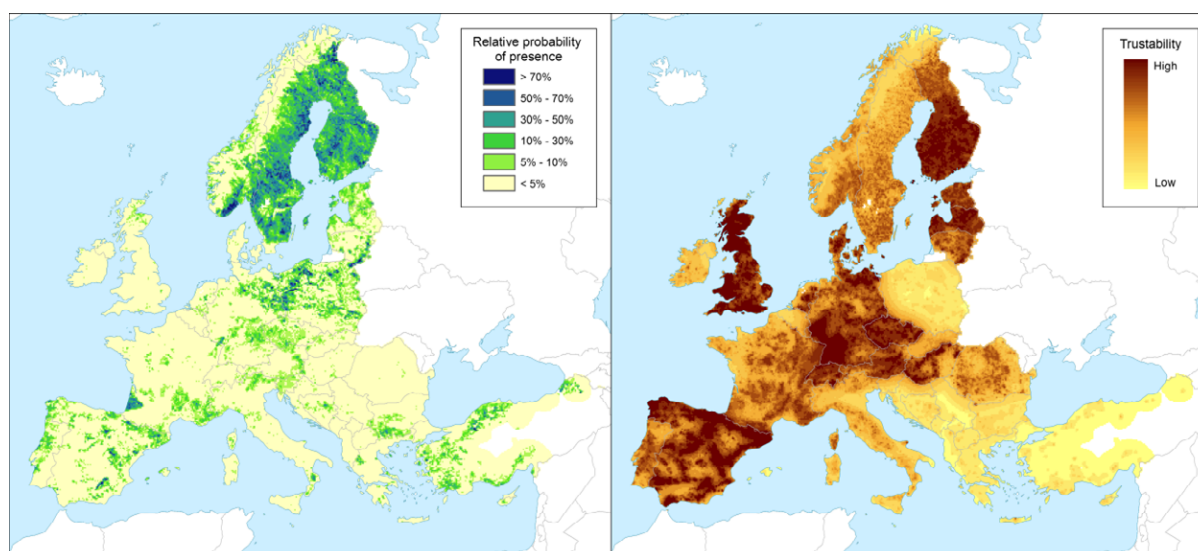 Relative probability
of presence
> 70%
50% - 70%
30% - 50%
10% - 30%
5% - 10%
< 5%
Trustability
High
Low